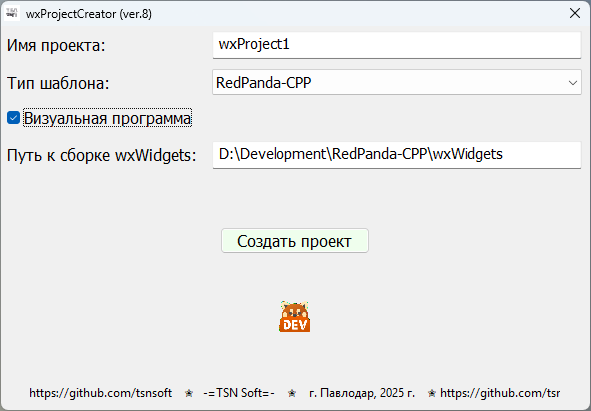 wxProjectCreator (ver.8)
Имя проекта: wxProject1
Тип шаблона: RedPanda-CPP
Визуальная программа
Путь к сборке wxWidgets: D:\Development\RedPanda-CPP\wxWidgets
Создать проект
DEV
https://github.com/tsnsoft ❀ -=TSN Soft=- ❀ г. Павлодар, 2025 г. ❀ https://github.com/tsr